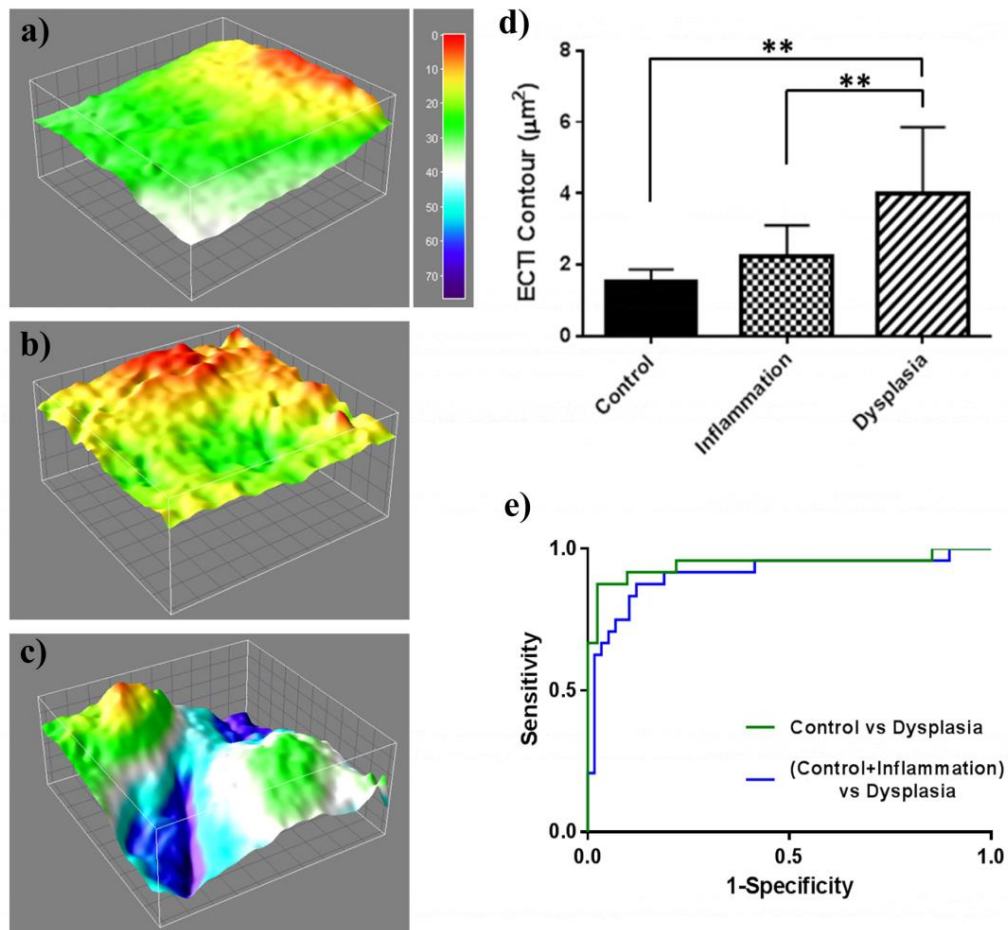 a)
0
10
20
30
40
50
60
70
b)
c)
d)
**
**
8
6
4
2
0
ECTI Contour (μm²)
Control
Inflammation
Dysplasia
e)
1.0
0.5
0.0
Sensitivity
Control vs Dysplasia
(Control+Inflammation)
vs Dysplasia
0.0 0.5 1.0
1-Specificity